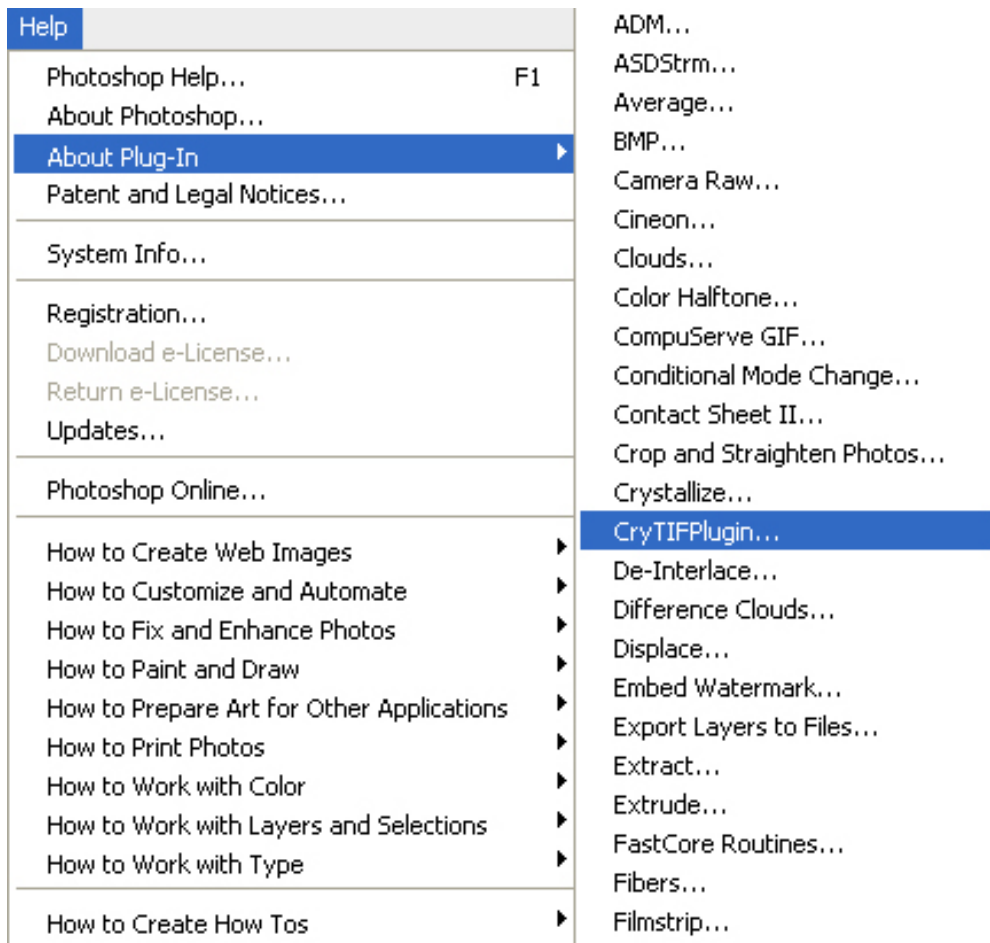 Help
Photoshop Help... F1
About Photoshop...
About Plug-In
Patent and Legal Notices...
System Info...
Registration...
Download e-License...
Return e-License...
Updates...
Photoshop Online...
How to Create Web Images
How to Customize and Automate
How to Fix and Enhance Photos
How to Paint and Draw
How to Prepare Art for Other Applications
How to Print Photos
How to Work with Color
How to Work with Layers and Selections
How to Work with Type
How to Create How Tos
ADM...
ASDStrm...
Average...
BMP...
Camera Raw...
Cineon...
Clouds...
Color Halftone...
CompuServe GIF...
Conditional Mode Change...
Contact Sheet II...
Crop and Straighten Photos...
Crystallize...
CryTIFPlugin...
De-Interlace...
Difference Clouds...
Displace...
Embed Watermark...
Export Layers to Files...
Extract...
Extrude...
FastCore Routines...
Fibers...
Filmstrip...